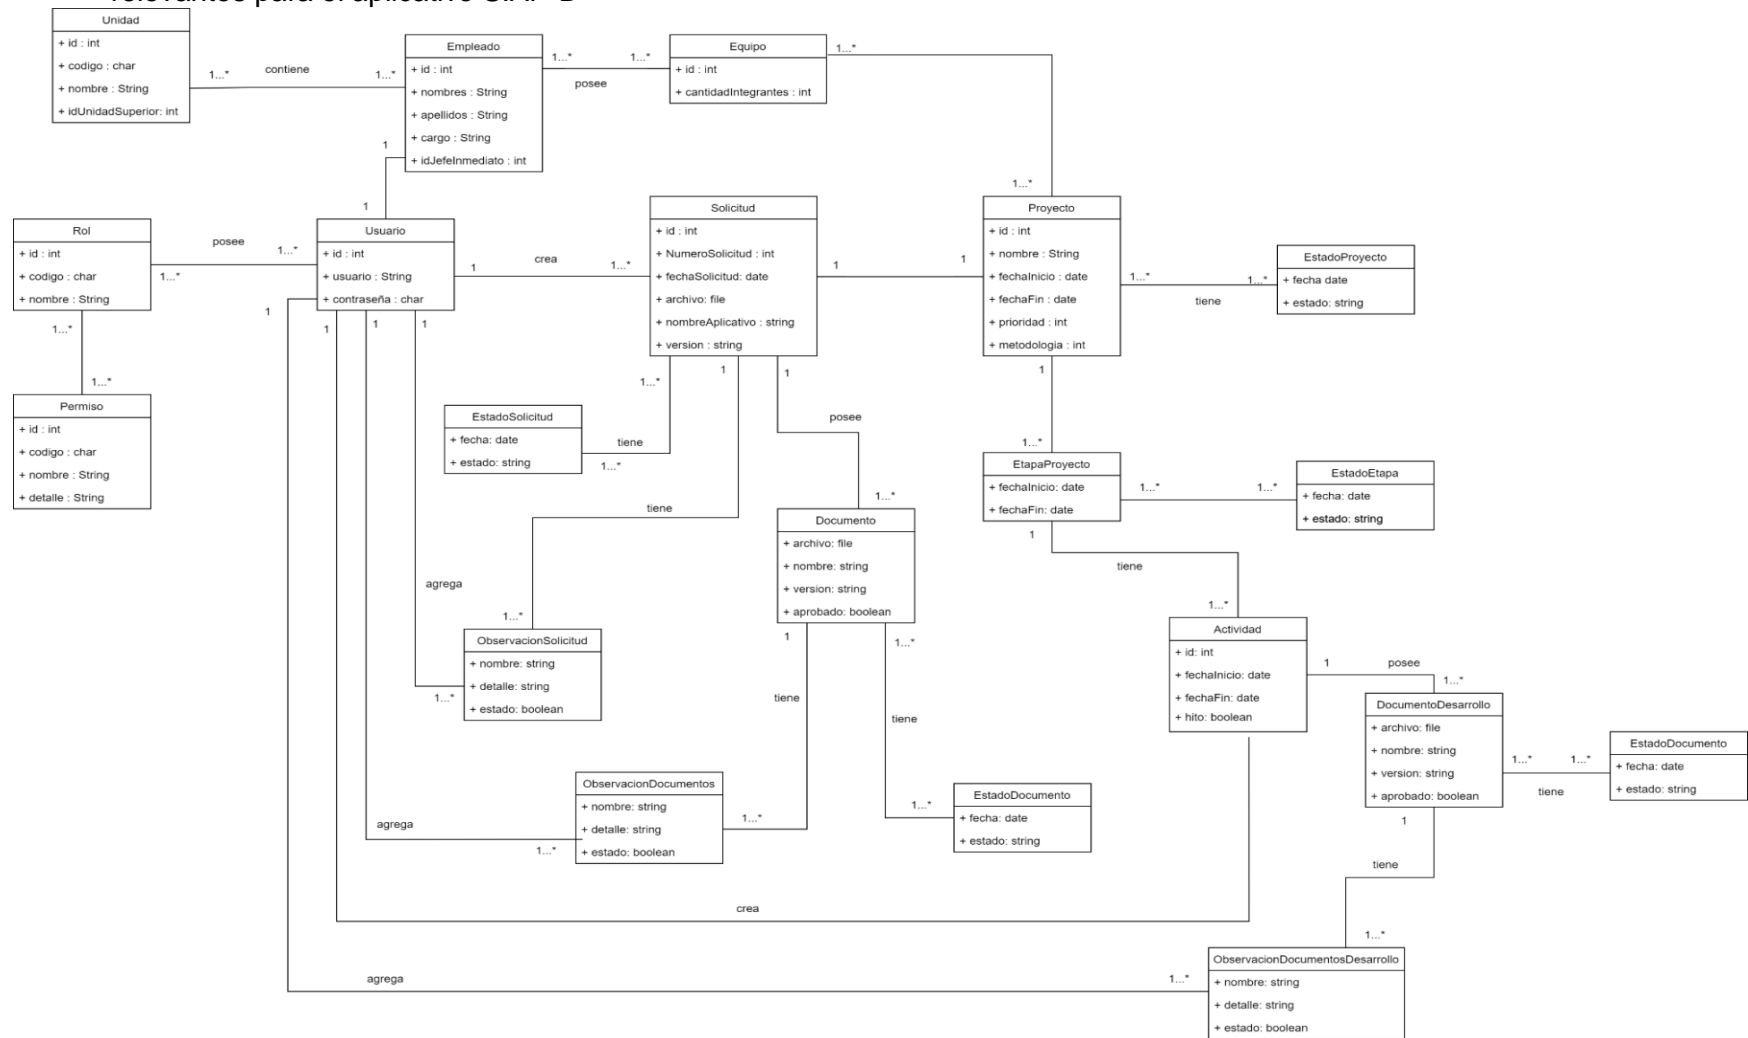 Unidad
+ id : int
+ codigo : char
+ nombre : String
+ idUnidadSuperior: int
1...*
contiene
1...*
Empleado
+ id : int
+ nombres : String
+ apellidos : String
+ cargo : String
+ idJefeInmediato : int
1...*
1...*
posee
Equipo
+ id : int
+ cantidadIntegrantes : int
1...*
1...*
1
1
Rol
+ id : int
+ codigo : char
+ nombre : String
posee
1...*
1...*
Usuario
+ id : int
+ usuario : String
+ contraseña : char
1
crea
1...*
Solicitud
+ id : int
+ NumeroSolicitud : int
+ fechaSolicitud: date
+ archivo: file
+ nombreAplicativo : string
+ version : string
1
1
Proyecto
+ id : int
+ nombre : String
+ fechaInicio : date
+ fechaFin : date
+ prioridad : int
+ metodologia : int
1...*
1...*
tiene
EstadoProyecto
+ fecha date
+ estado: string
1
1
1
1
1...*
1...*
Permiso
+ id : int
+ codigo : char
+ nombre : String
+ detalle : String
1...*
1
1
1
EstadoSolicitud
+ fecha: date
+ estado: string
tiene
1...*
posee
1...*
EtapaProyecto
+ fechaInicio: date
+ fechaFin: date
1...*
1...*
EstadoEtapa
+ fecha: date
+ estado: string
tiene
1...*
Documento
+ archivo: file
+ nombre: string
+ version: string
+ aprobado: boolean
1
tiene
agrega
1...*
ObservacionSolicitud
+ nombre: string
+ detalle: string
+ estado: boolean
1...*
1
1...*
1...*
Actividad
+ id: int
+ fechaInicio: date
+ fechaFin: date
+ hito: boolean
1
posee
1...*
tiene
tiene
DocumentoDesarrollo
+ archivo: file
+ nombre: string
+ version: string
+ aprobado: boolean
1...*
1...*
tiene
EstadoDocumento
+ fecha: date
+ estado: string
ObservacionDocumentos
+ nombre: string
+ detalle: string
+ estado: boolean
agrega
1...*
1...*
1...*
EstadoDocumento
+ fecha: date
+ estado: string
1
tiene
crea
1...*
agrega
1...*
ObservacionDocumentosDesarrollo
+ nombre: string
+ detalle: string
+ estado: boolean